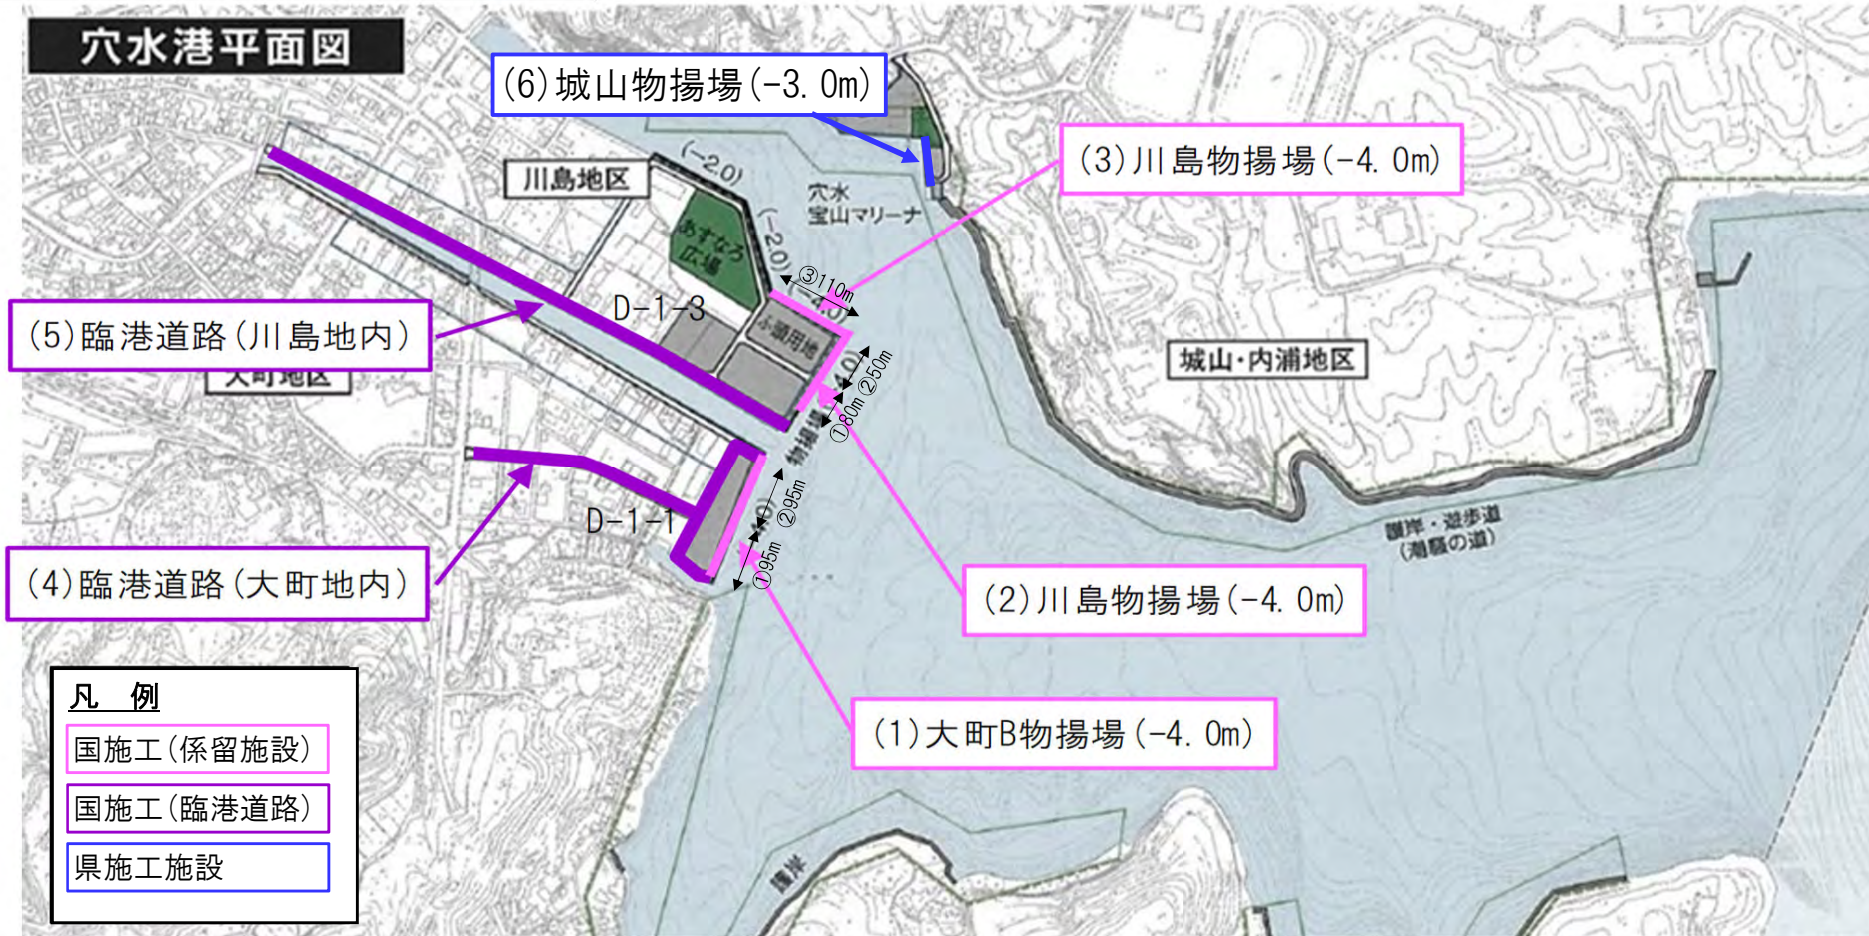 穴水港平面図
(6)城山物揚場(-3.0m)
(3)川島物揚場(-4.0m)
(-2.0)
川島地区
穴水
宝山マリーナ
あすなろ
広場
(-2.0)
③110m
(-4.0)
D-1-3
ふ頭用地
(5)臨港道路(川島地内)
城山・内浦地区
大町地区
②50m
①80m
物揚場
②95m
D-1-1
護岸・遊歩道
(潮騒の道)
①95m
(4)臨港道路(大町地内)
(2)川島物揚場(-4.0m)
(1)大町B物揚場(-4.0m)
凡 例
国施工(係留施設)
国施工(臨港道路)
県施工施設
護岸